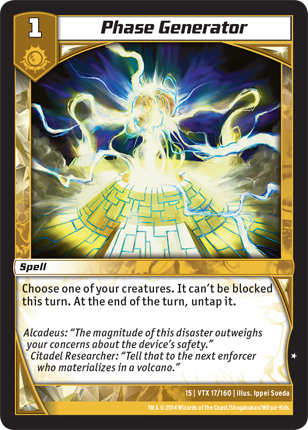 1
Phase Generator
Spell
Choose one of your creatures. It can't be blocked
this turn. At the end of the turn, untap it.
Alcadeus: "The magnitude of this disaster outweighs
your concerns about the device's safety."
Citadel Researcher: "Tell that to the next enforcer
who materializes in a volcano."
15 | VTX 17/160 | illus. Ippei Soeda
TM & © 2014 Wizards of the Coast/Shogakukan/Mitsui-Kids.